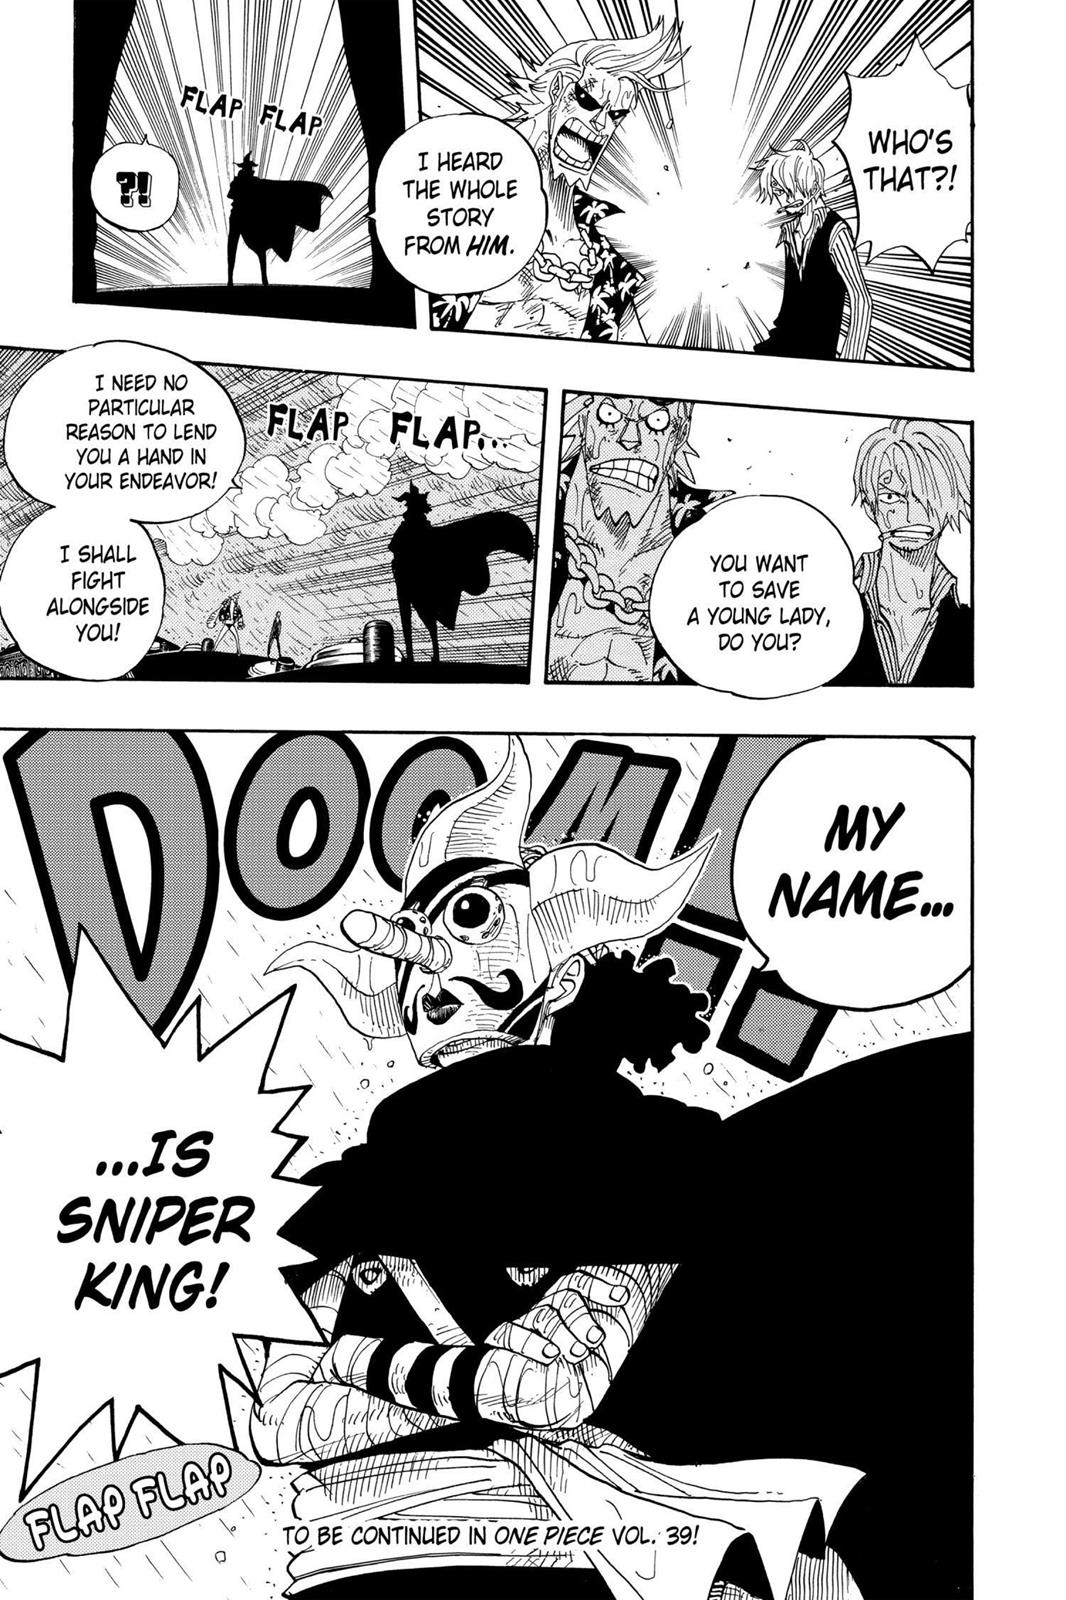 WHO'S
THAT?!
I HEARD
THE WHOLE
STORY
FROM HIM.
FLAP FLAP
?!
YOU WANT
TO SAVE
A YOUNG LADY,
DO YOU?
FLAP FLAP...
I NEED NO
PARTICULAR
REASON TO LEND
YOU A HAND IN
YOUR ENDEAVOR!
I SHALL
FIGHT
ALONGSIDE
YOU!
MY
NAME...
DOOM!!
...IS
SNIPER
KING!
FLAP FLAP
TO BE CONTINUED IN ONE PIECE VOL. 39!